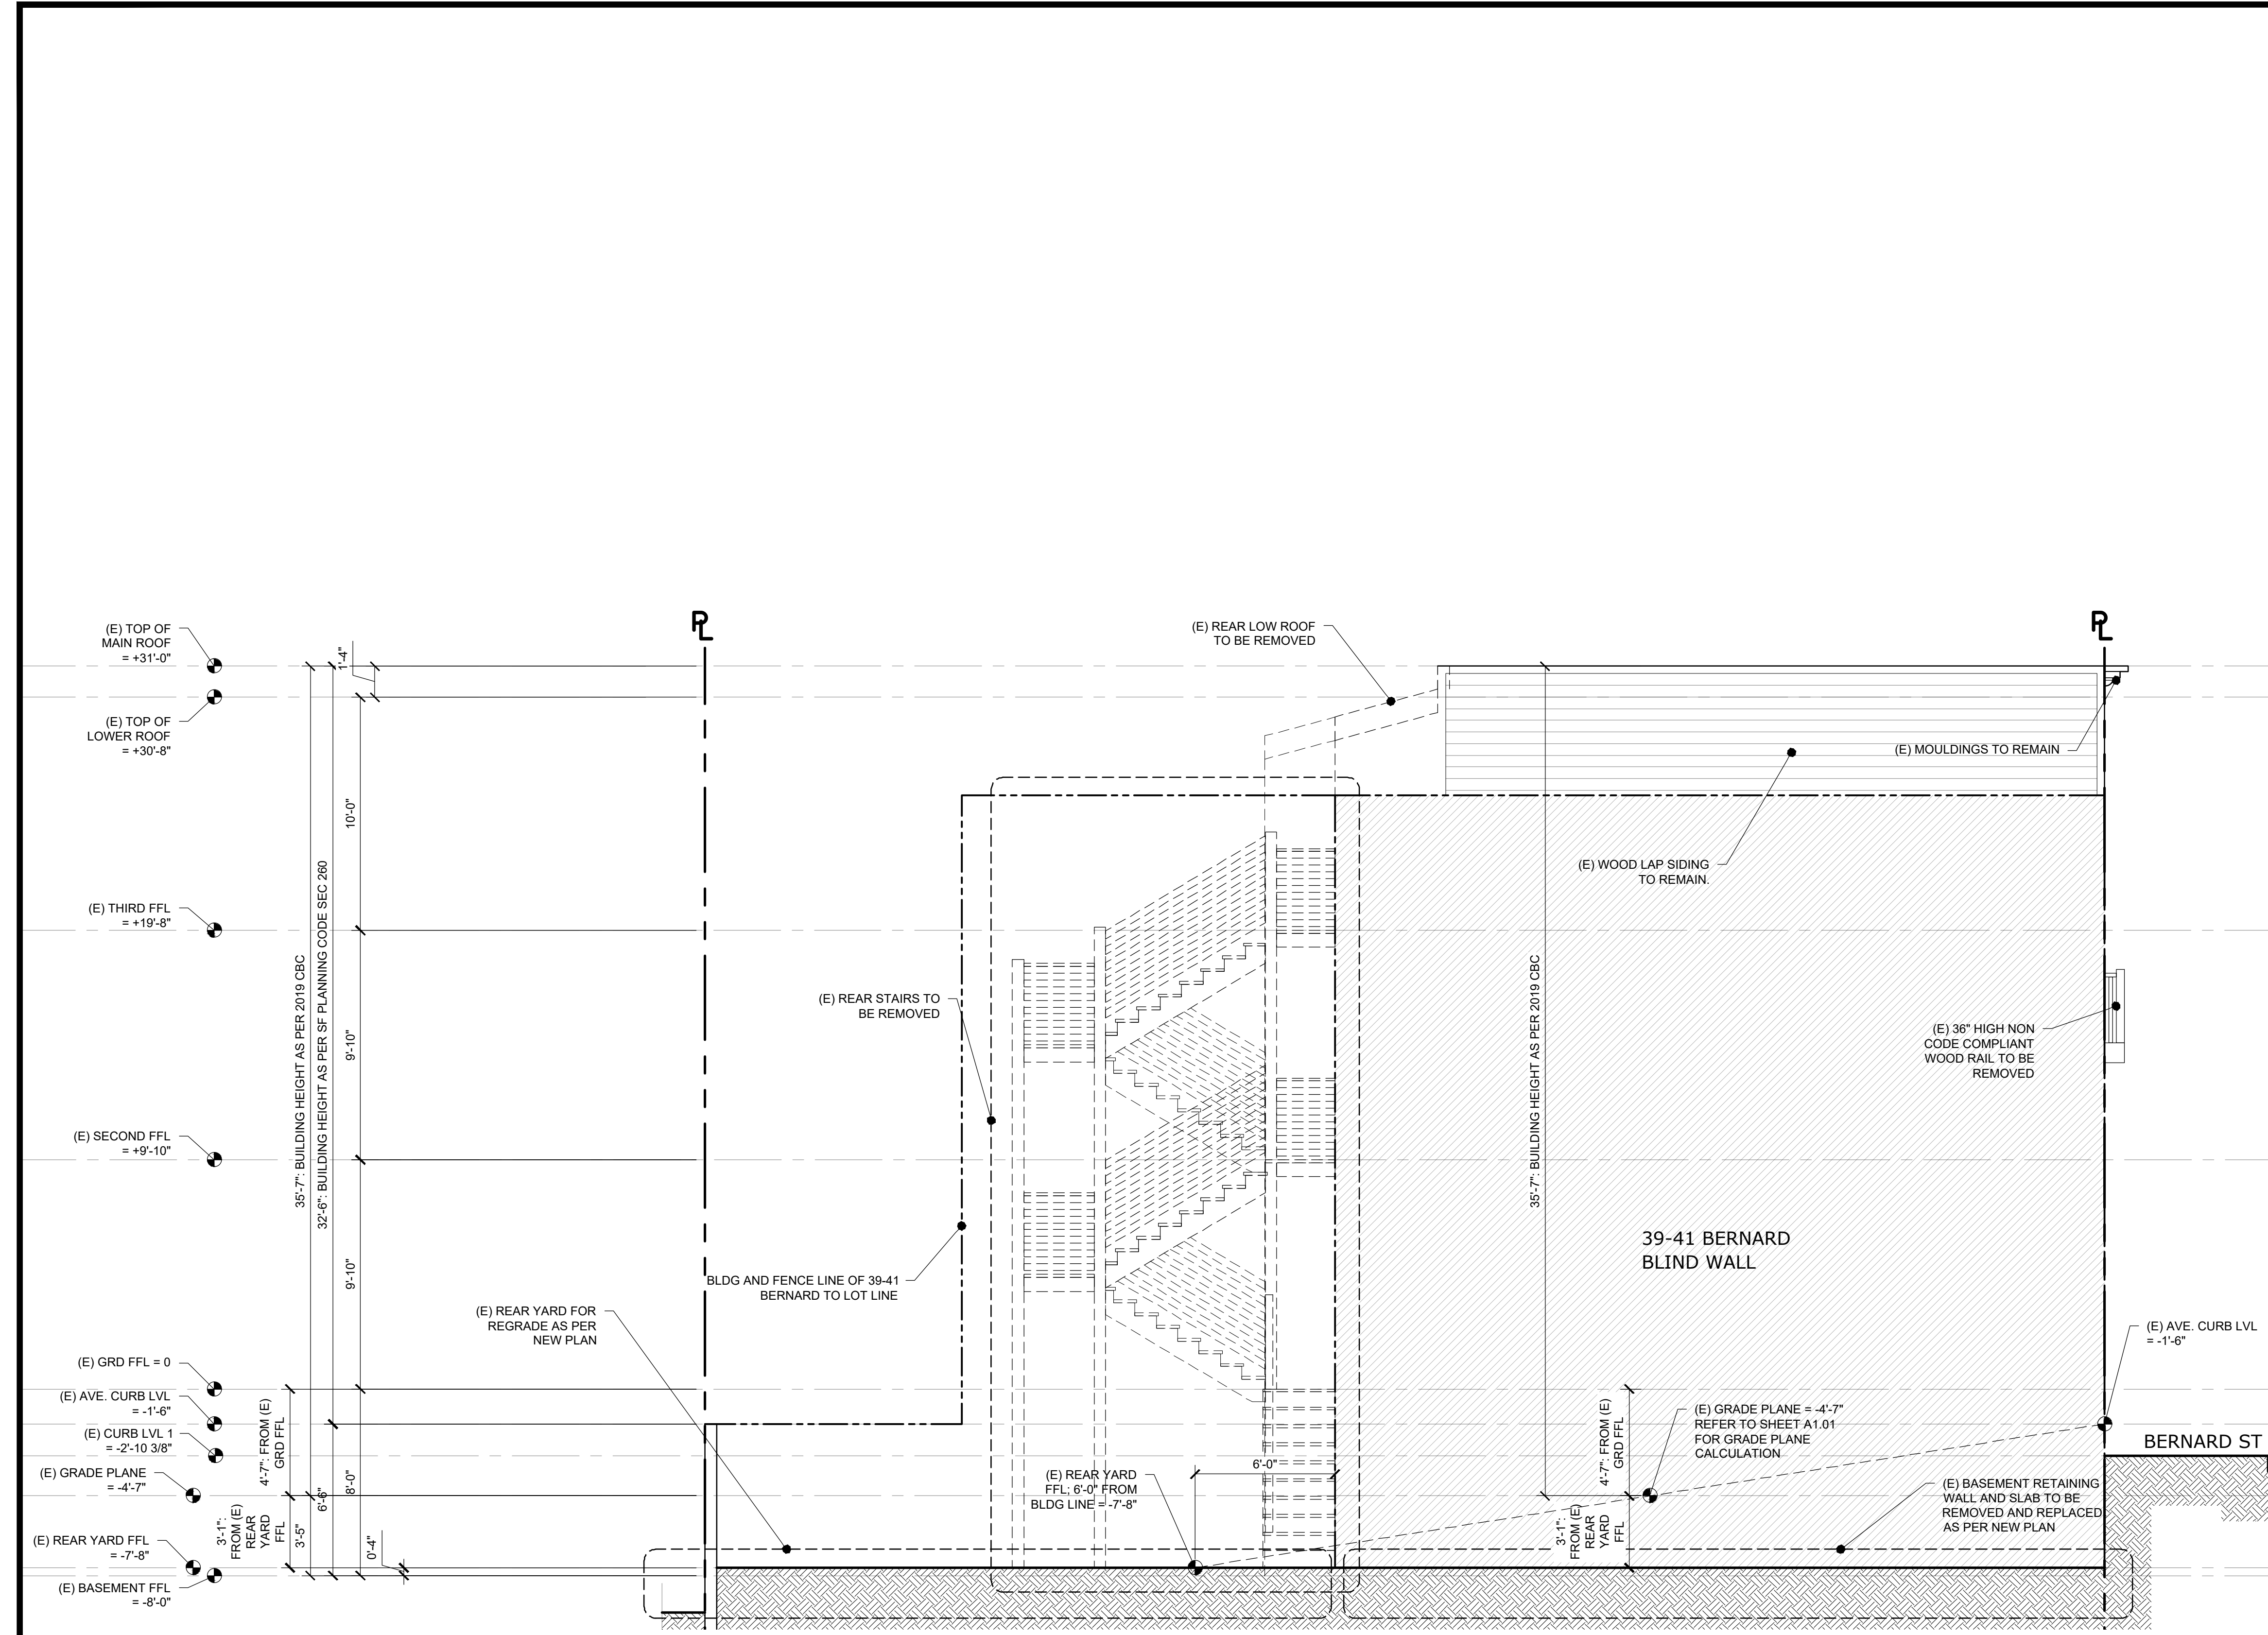 PL
PL
(E) TOP OF
MAIN ROOF
= +31'-0"
(E) TOP OF
LOWER ROOF
= +30'-8"
(E) THIRD FFL
= +19'-8"
(E) SECOND FFL
= +9'-10"
(E) GRD FFL = 0
(E) AVE. CURB LVL
= -1'-6"
(E) CURB LVL 1
= -2'-10 3/8"
(E) GRADE PLANE
= -4'-7"
(E) REAR YARD FFL
= -7'-8"
(E) BASEMENT FFL
= -8'-0"
35'-7": BUILDING HEIGHT AS PER 2019 CBC
32'-6": BUILDING HEIGHT AS PER SF PLANNING CODE SEC 260
1'-4"
10'-0"
9'-10"
9'-10"
4'-7": FROM (E)
GRD FFL
3'-1":
FROM (E)
REAR
YARD
FFL
3'-5"
6'-6"
8'-0"
0'-4"
(E) REAR LOW ROOF
TO BE REMOVED
(E) MOULDINGS TO REMAIN
(E) WOOD LAP SIDING
TO REMAIN.
(E) REAR STAIRS TO
BE REMOVED
(E) 36" HIGH NON
CODE COMPLIANT
WOOD RAIL TO BE
REMOVED
35'-7": BUILDING HEIGHT AS PER 2019 CBC
39-41 BERNARD
BLIND WALL
BLDG AND FENCE LINE OF 39-41
BERNARD TO LOT LINE
(E) REAR YARD FOR
REGRADE AS PER
NEW PLAN
(E) AVE. CURB LVL
= -1'-6"
4'-7": FROM (E)
GRD FFL
(E) GRADE PLANE = -4'-7"
REFER TO SHEET A1.01
FOR GRADE PLANE
CALCULATION
BERNARD ST
6'-0"
(E) REAR YARD
FFL; 6'-0" FROM
BLDG LINE = -7'-8"
3'-1":
FROM (E)
REAR
YARD
FFL
(E) BASEMENT RETAINING
WALL AND SLAB TO BE
REMOVED AND REPLACED
AS PER NEW PLAN